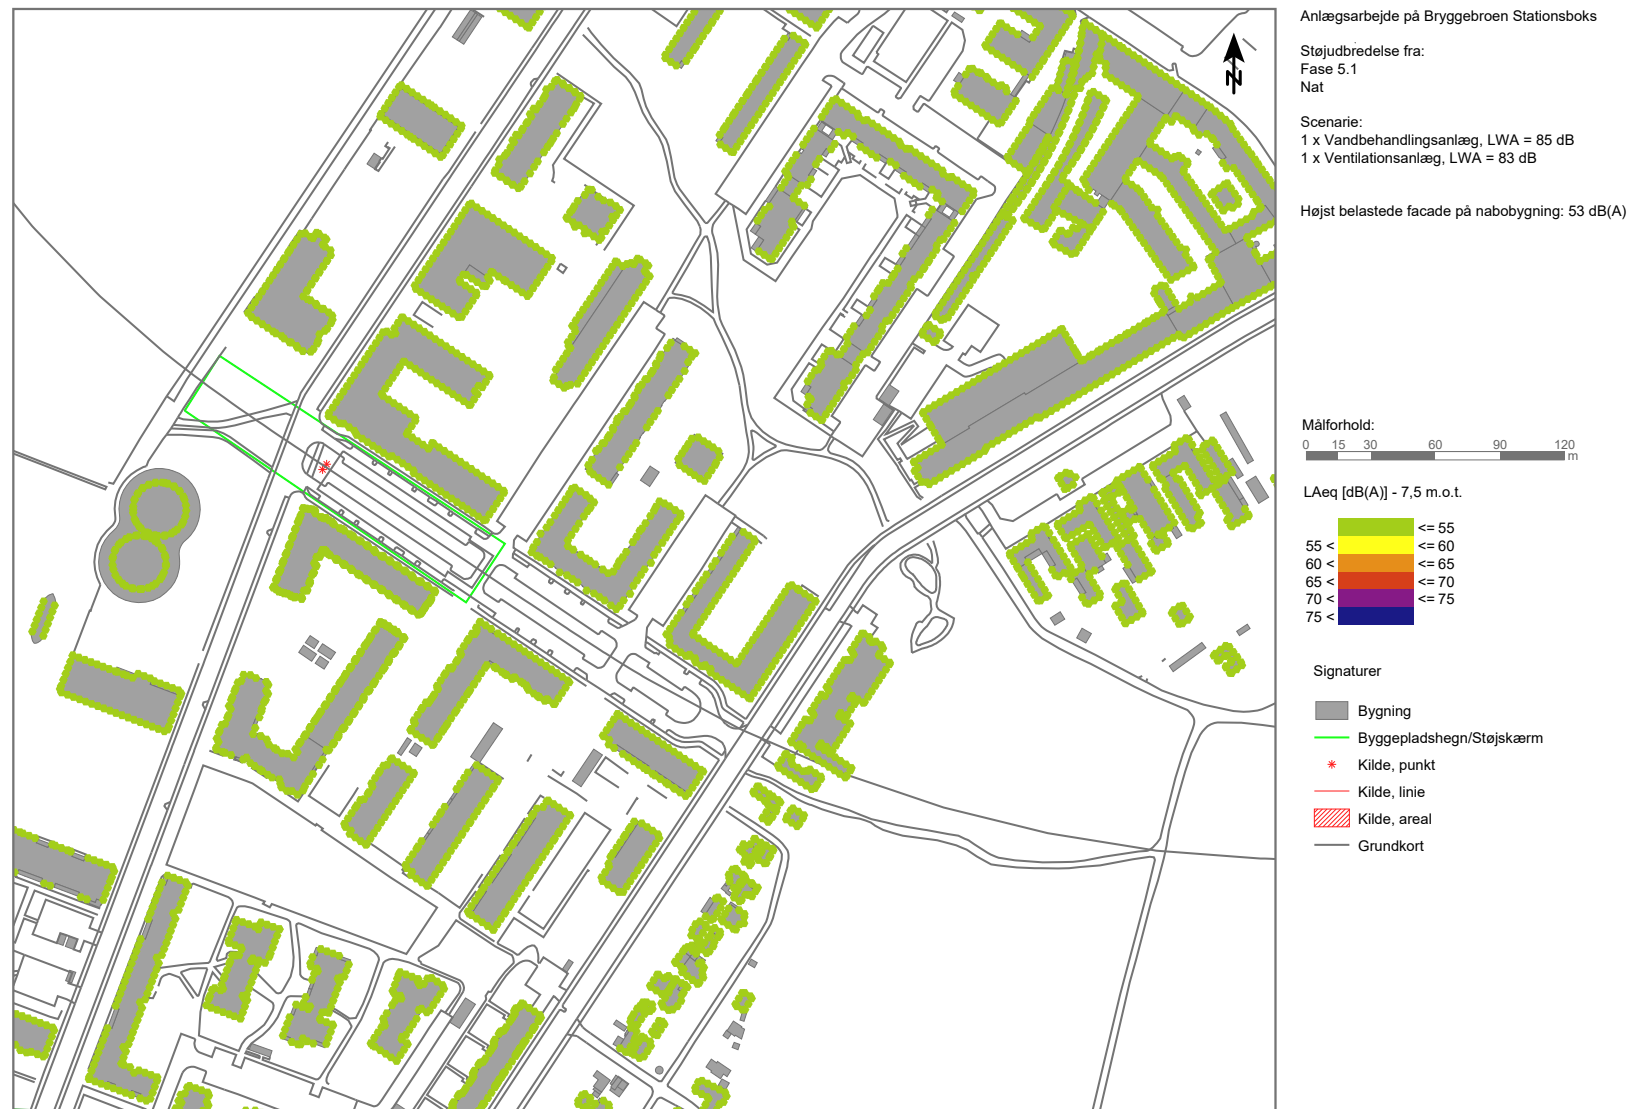 Anlægsarbejde på Bryggebroen Stationsboks
Støjudbredelse fra:
Fase 5.1
Nat
Scenarie:
1 x Vandbehandlingsanlæg, LWA = 85 dB
1 x Ventilationsanlæg, LWA = 83 dB
Højst belastede facade på nabobygning: 53 dB(A)
N
Målforhold:
0 15 30 60 90 120
m
LAeq [dB(A)] - 7,5 m.o.t.
<= 55
55 < <= 60
60 < <= 65
65 < <= 70
70 < <= 75
75 <
Signaturer
Bygning
Byggepladshegn/Støjskærm
Kilde, punkt
Kilde, linie
Kilde, areal
Grundkort